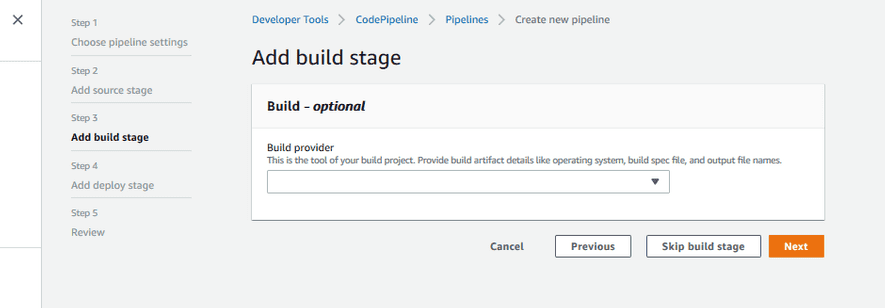 Step 1
Choose pipeline settings
Step 2
Add source stage
Step 3
Add build stage
Step 4
Add deploy stage
Step 5
Review
Developer Tools > CodePipeline > Pipelines > Create new pipeline
Add build stage
Build – optional
Build provider
This is the tool of your build project. Provide build artifact details like operating system, build spec file, and output file names.
Cancel Previous Skip build stage Next